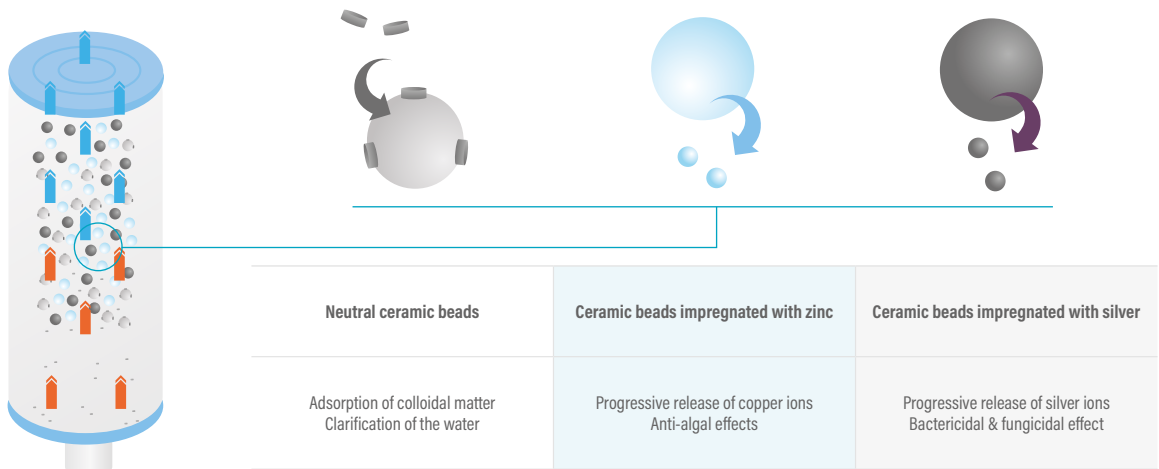 Neutral ceramic beads
Ceramic beads impregnated with zinc
Ceramic beads impregnated with silver
Adsorption of colloidal matter
Clarification of the water
Progressive release of copper ions
Anti-algal effects
Progressive release of silver ions
Bactericidal & fungicidal effect